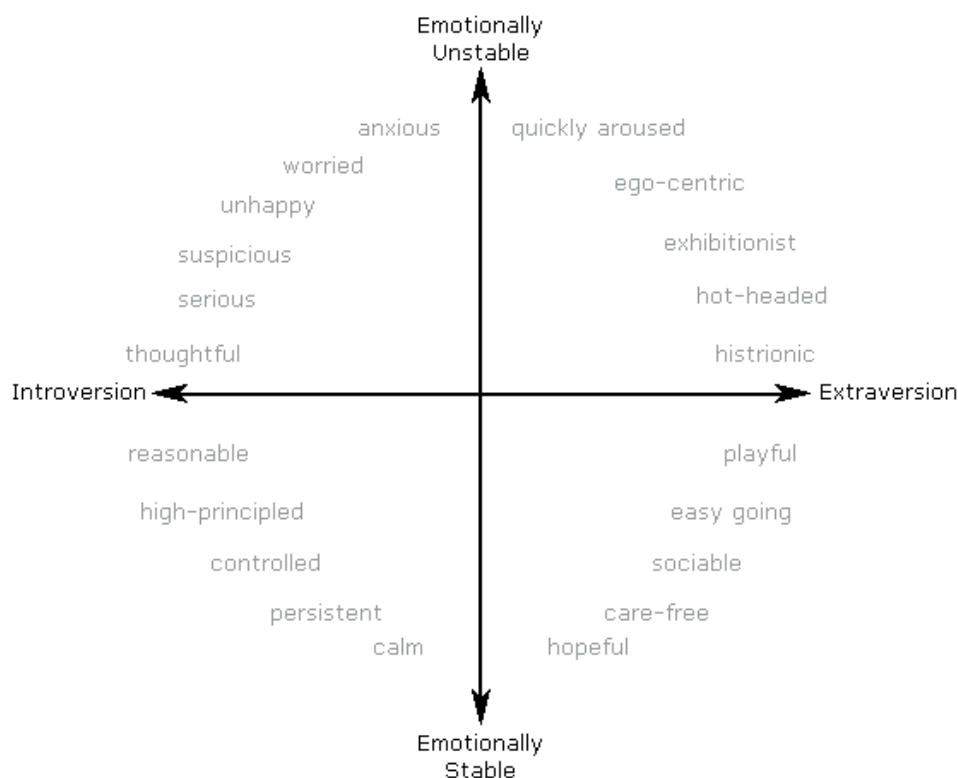 Emotionally
Unstable
anxious
quickly aroused
worried
ego-centric
unhappy
exhibitionist
suspicious
hot-headed
serious
thoughtful
histrionic
Introversion
Extraversion
reasonable
playful
high-principled
easy going
controlled
sociable
persistent
care-free
calm
hopeful
Emotionally
Stable